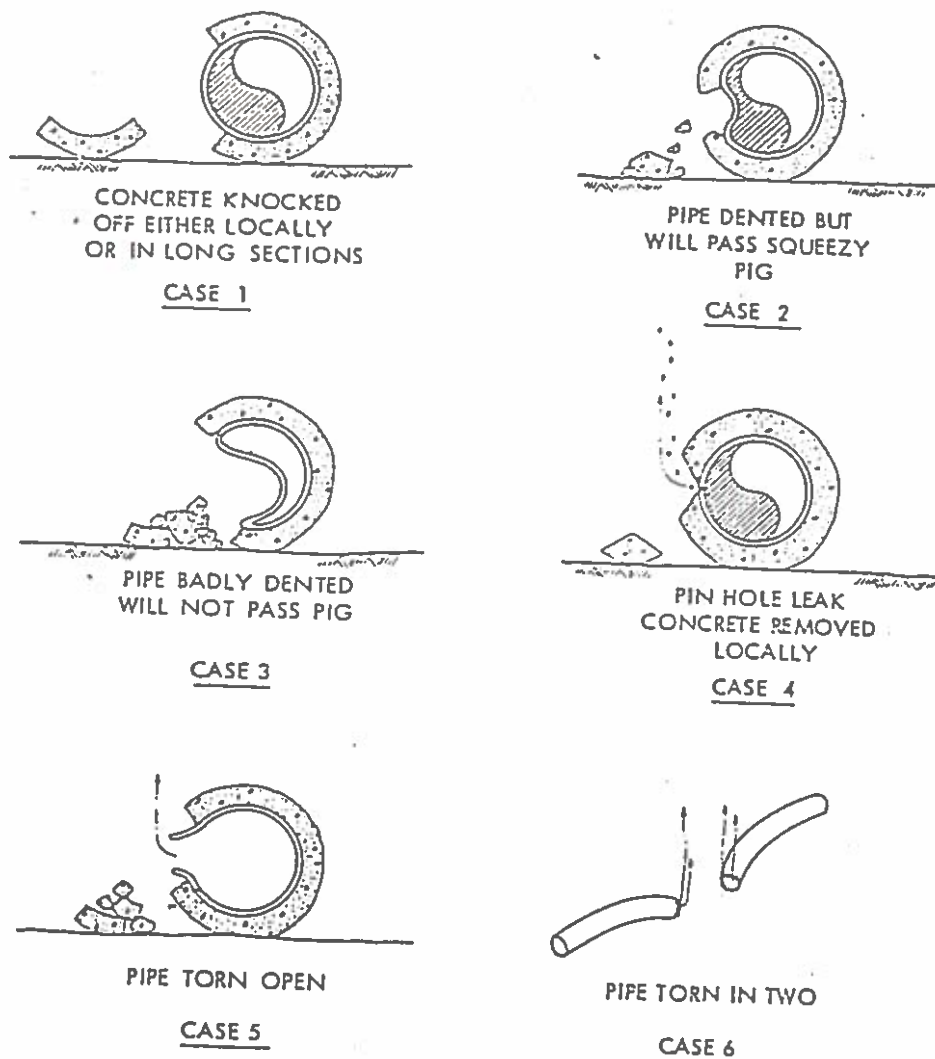 CONCRETE KNOCKED
OFF EITHER LOCALLY
OR IN LONG SECTIONS
CASE 1
PIPE DENTED BUT
WILL PASS SQUEEZY
PIG
CASE 2
PIPE BADLY DENTED
WILL NOT PASS PIG
CASE 3
PIN HOLE LEAK
CONCRETE REMOVED
LOCALLY
CASE 4
PIPE TORN OPEN
CASE 5
PIPE TORN IN TWO
CASE 6